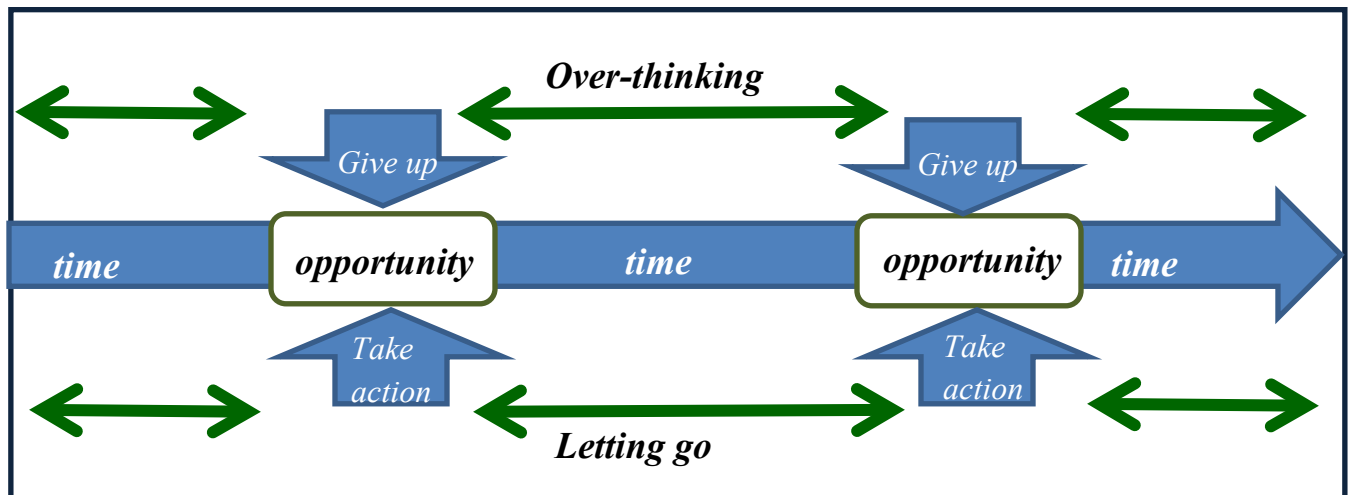 Over-thinking
Give up
Give up
time
opportunity
time
opportunity
time
Take
action
Take
action
Letting go